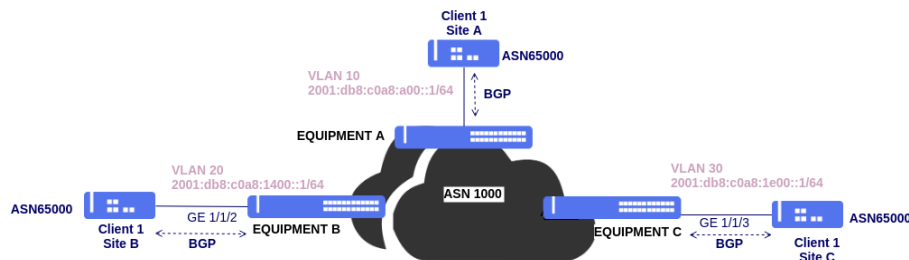 Client 1
Site A
ASN65000
VLAN 10
2001:db8:c0a8:a00::1/64
BGP
EQUIPMENT A
VLAN 20
2001:db8:c0a8:1400::1/64
VLAN 30
2001:db8:c0a8:1e00::1/64
ASN 1000
ASN65000
GE 1/1/2
EQUIPMENT B
Client 1
Site B
BGP
EQUIPMENT C
GE 1/1/3
BGP
ASN65000
Client 1
Site C